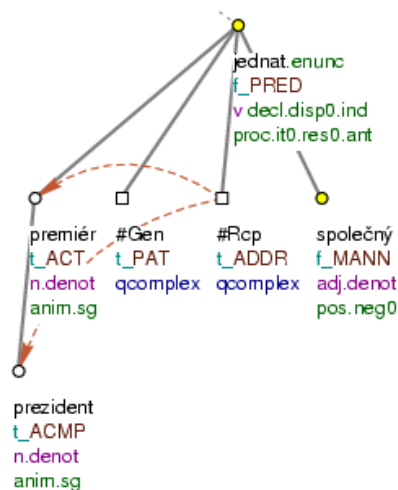 jednat.enunc
f_PRED
v decl.disp0.ind
proc.it0.res0.ant
premiér #Gen #Rcp společný
t_ACT t_PAT t_ADDR f_MANN
n.denot qcomplex qcomplex adj.denot
anim.sg pos.neg0
prezident
t_ACMP
n.denot
anim.sg